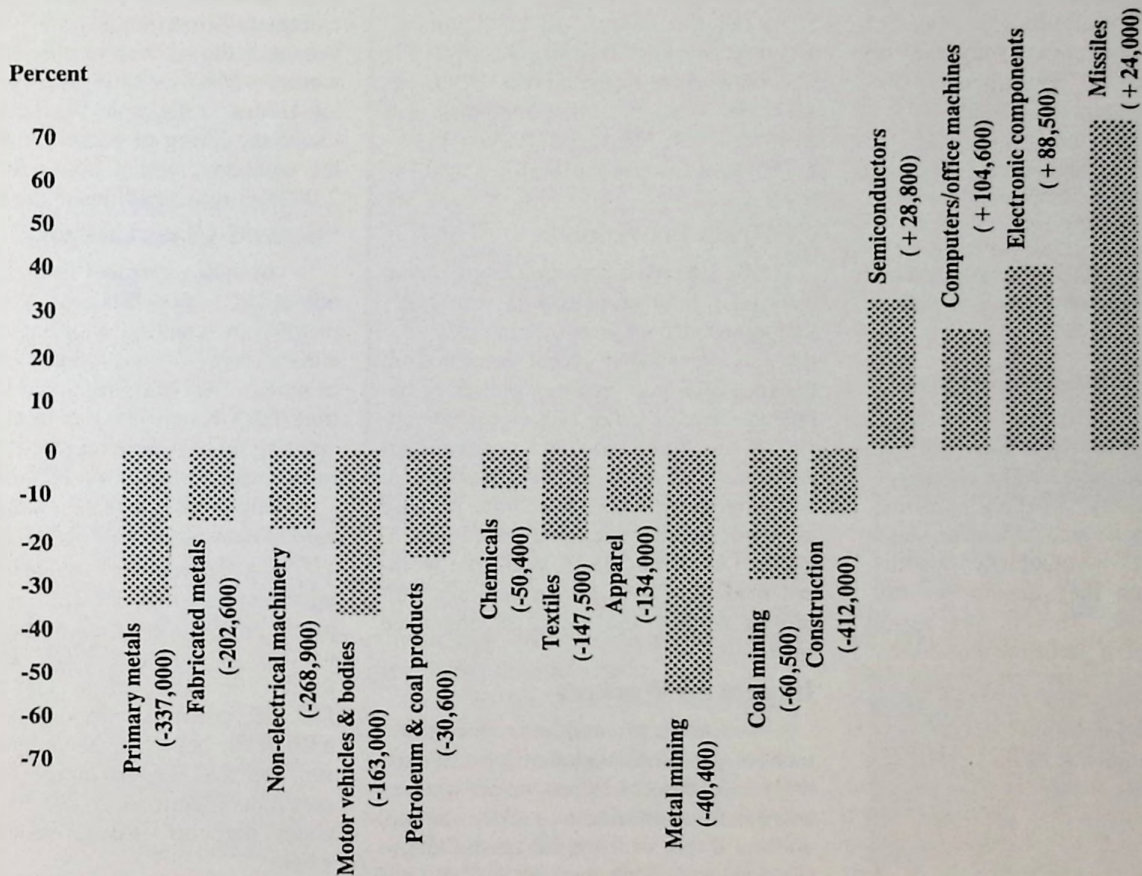 Percent
70
60
50
40
30
20
10
0
-10
-20
-30
-40
-50
-60
-70
Primary metals
(-337,000)
Fabricated metals
(-202,600)
Non-electrical machinery
(-268,900)
Motor vehicles & bodies
(-163,000)
Petroleum & coal products
(-30,600)
Chemicals
(-50,400)
Textiles
(-147,500)
Apparel
(-134,000)
Metal mining
(-40,400)
Coal mining
(-60,500)
Construction
(-412,000)
Semiconductors
(+28,800)
Computers/office machines
(+104,600)
Electronic components
(+88,500)
Missiles
(+24,000)